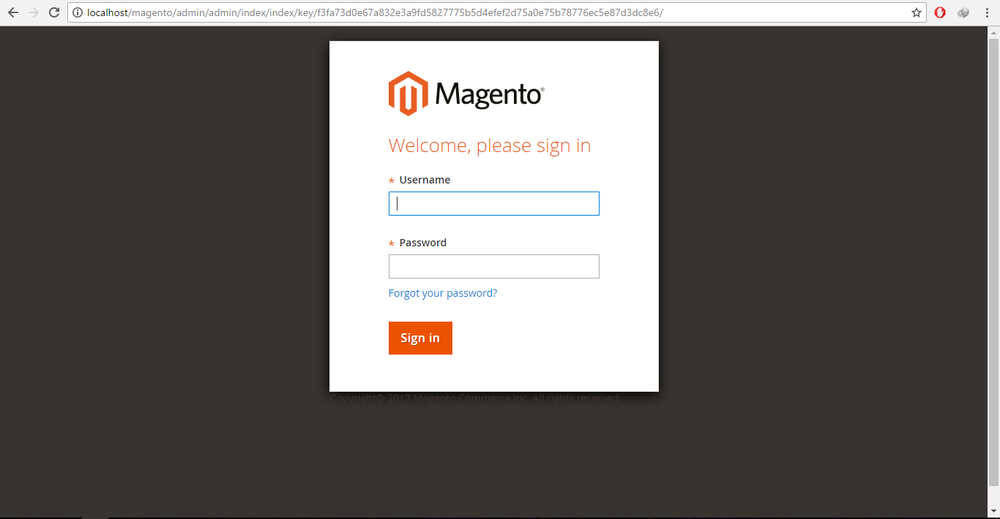 localhost/magento/admin/admin/index/index/key/f3fa73d0e67a832e3a9fd5827775b5d4efef2d75a0e75b78776ec5e87d3dc8e6/
Magento®
Welcome, please sign in
* Username
* Password
Forgot your password?
Sign in
Copyright© 2017 Magento Commerce Inc. All rights reserved.